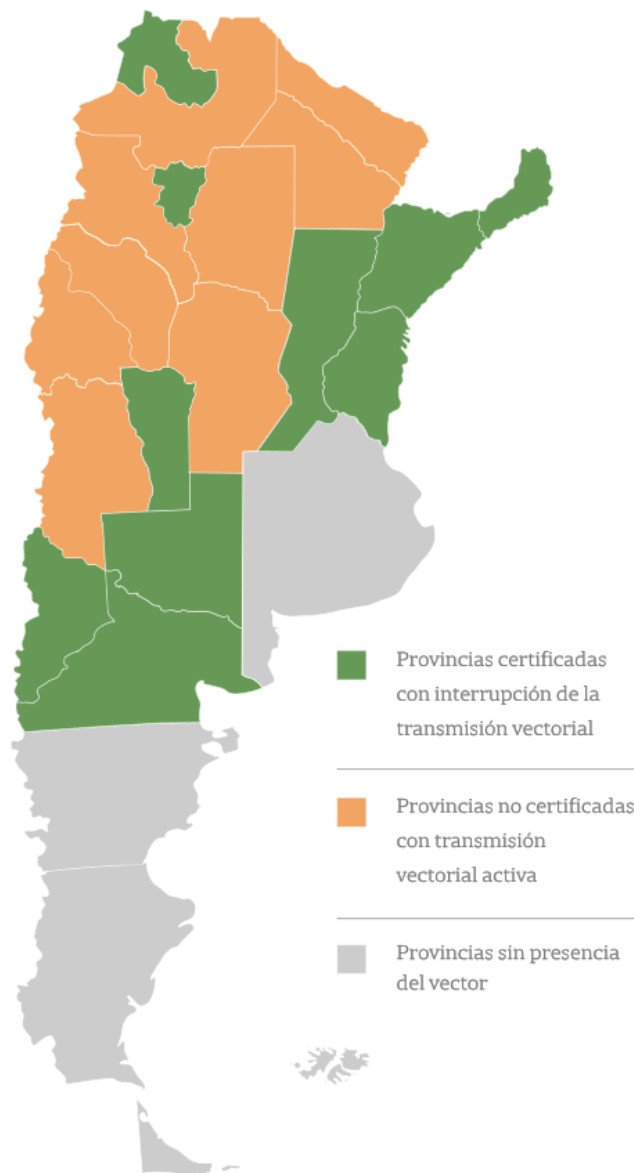 Provincias certificadas
con interrupción de la
transmisión vectorial
Provincias no certificadas
con transmisión
vectorial activa
Provincias sin presencia
del vector